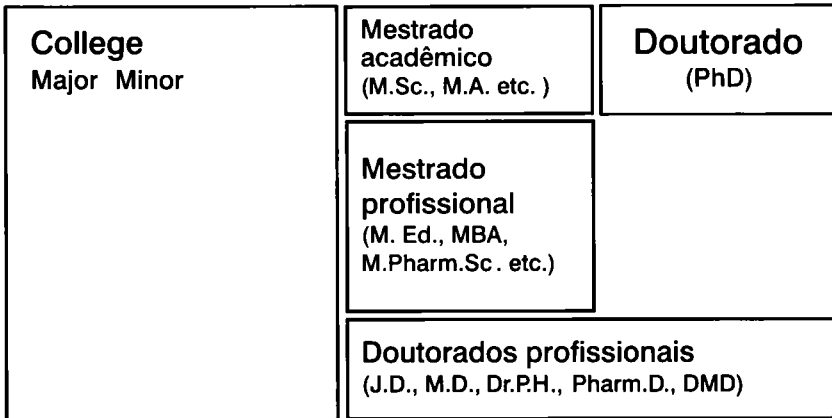 College
Major Minor
Mestrado
acadêmico
(M.Sc., M.A. etc. )
Doutorado
(PhD)
Mestrado
profissional
(M. Ed., MBA,
M.Pharm.Sc. etc.)
Doutorados profissionais
(J.D., M.D., Dr.P.H., Pharm.D., DMD)